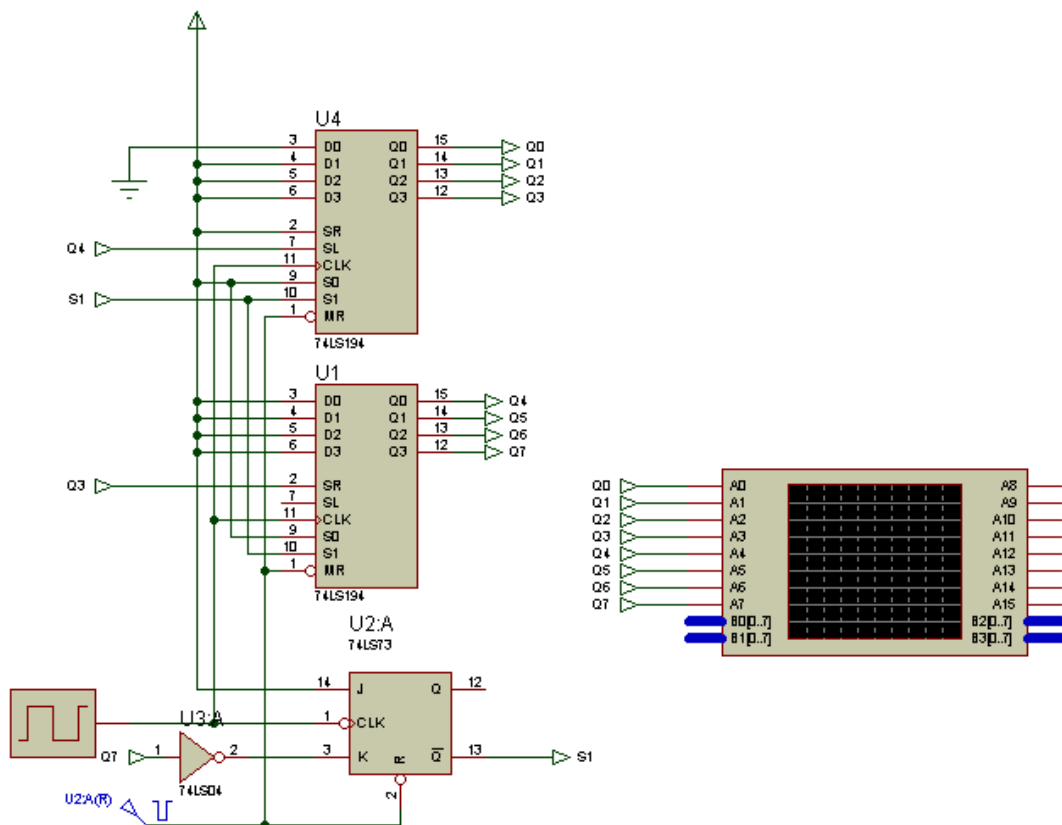 U4
3 D0 Q0 15 Q0
4 D1 Q1 14 Q1
5 D2 Q2 13 Q2
6 D3 Q3 12 Q3
2 SR
Q4 7 SL
11 CLK
9 S0
S1 10 S1
1 MR
74LS194
U1
3 D0 Q0 15 Q4
4 D1 Q1 14 Q5
5 D2 Q2 13 Q6
6 D3 Q3 12 Q7
Q3 2 SR
7 SL
11 CLK
9 S0
10 S1
1 MR
74LS194
Q0 A0 A8
Q1 A1 A9
Q2 A2 A10
Q3 A3 A11
Q4 A4 A12
Q5 A5 A13
Q6 A6 A14
Q7 A7 A15
B0[0..7] B2[0..7]
B1[0..7] B3[0..7]
U2:A
74LS73
14 J Q 12
U3:A 1 CLK
Q7 1 2 3 K R Q 13 S1
74LS04
2
U2:A(R)